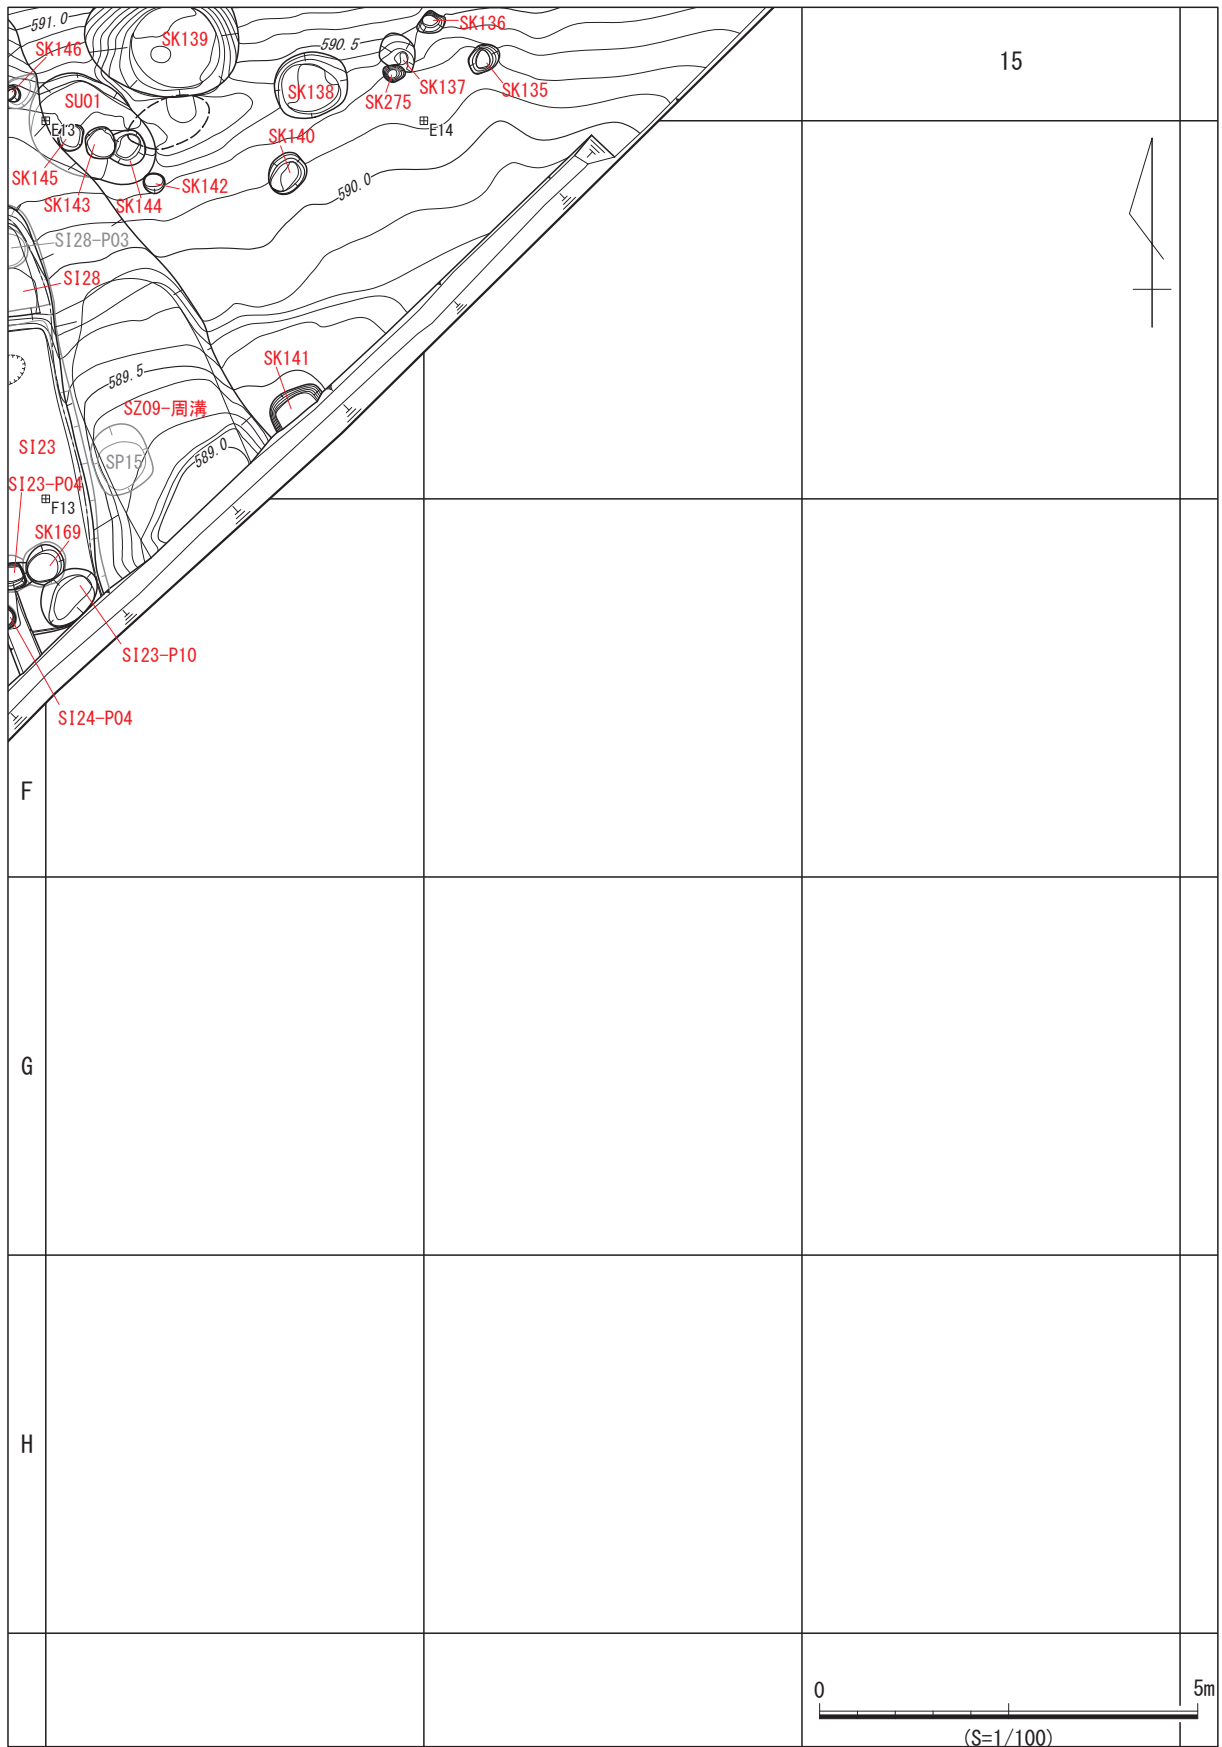 591.0
SK139
SK136
SK146
590.5
15
SK138
SK137
SK135
SU01
SK275
E13
E14
SK140
SK145
SK142
SK143
SK144
590.0
SI28-P03
SI28
SK141
589.5
SZ09-周溝
SI23
589.0
SP15
SI23-P04
F13
SK169
SI23-P10
SI24-P04
F
G
H
0
5m
(S=1/100)